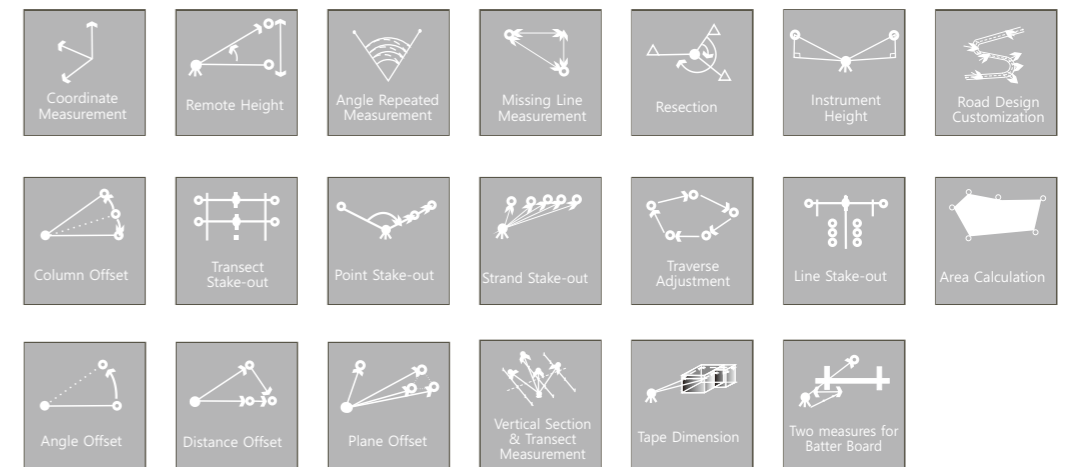 Coordinate
Measurement
Remote Height
Angle Repeated
Measurement
Missing Line
Measurement
Resection
Instrument
Height
Road Design
Customization
Column Offset
Transect
Stake-out
Point Stake-out
Strand Stake-out
Traverse
Adjustment
Line Stake-out
Area Calculation
Angle Offset
Distance Offset
Plane Offset
Vertical Section
& Transect
Measurement
Tape Dimension
Two measures for
Batter Board